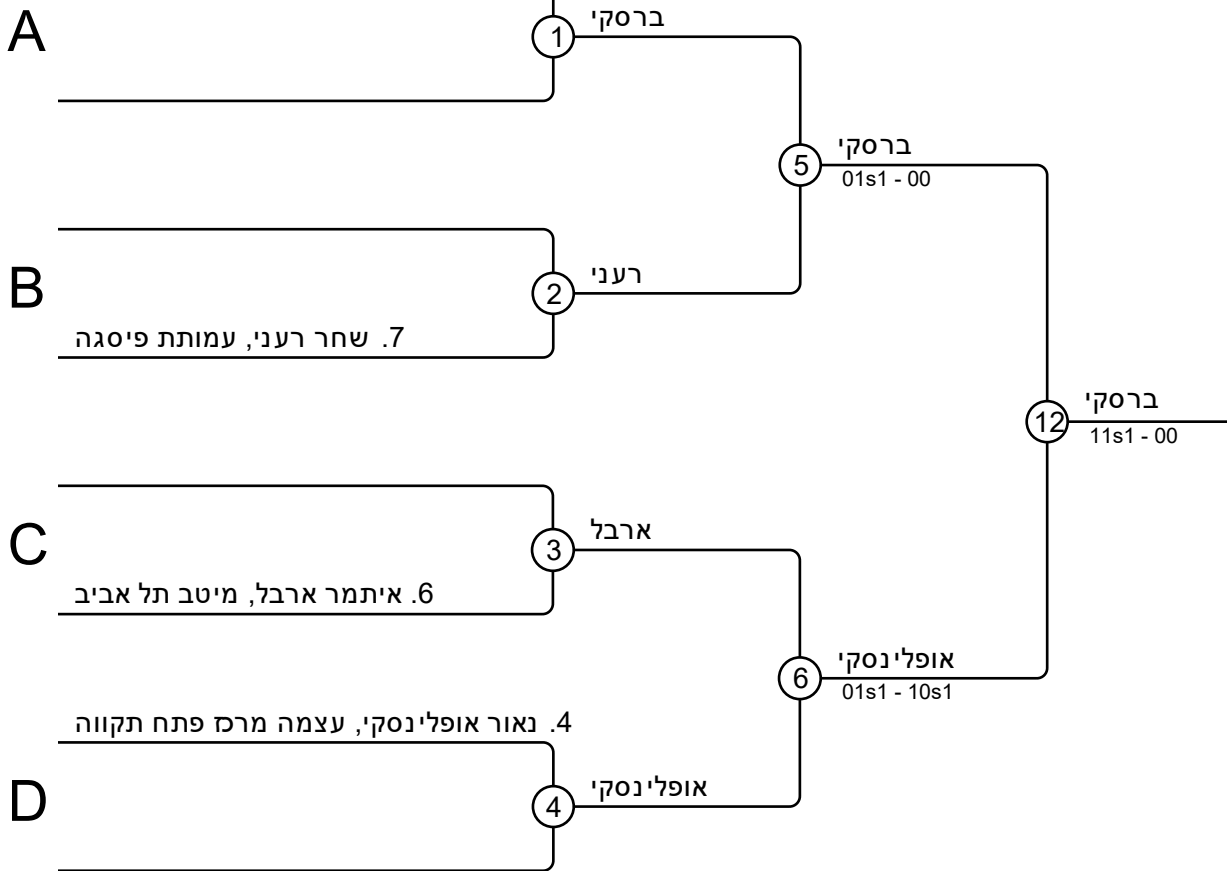 A
1
ברסקי
5
ברסקי
01s1 - 00
B
2
רעני
7. שחר רעני, עמותת פיסגה
12
ברסקי
11s1 - 00
C
3
ארבל
6. איתמר ארבל, מיטב תל אביב
6
אופלינסקי
01s1 - 10s1
4. נאור אופלינסקי, עצמה מרכז פתח תקווה
D
4
אופלינסקי